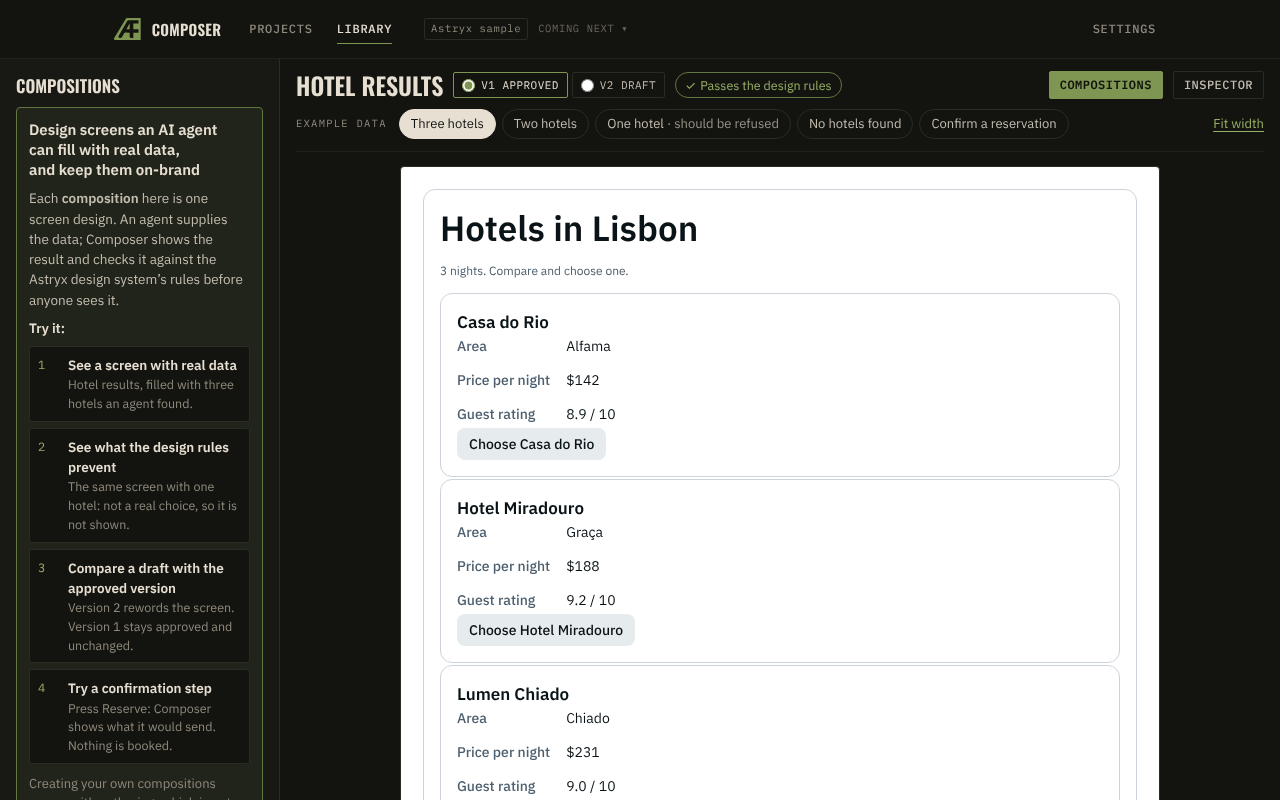 COMPOSER
PROJECTS
LIBRARY
Astryx sample
COMING NEXT ▾
SETTINGS
COMPOSITIONS
Design screens an AI agent
can fill with real data,
and keep them on-brand
Each composition here is one
screen design. An agent supplies
the data; Composer shows the
result and checks it against the
Astryx design system's rules before
anyone sees it.
Try it:
1
See a screen with real data
Hotel results, filled with three
hotels an agent found.
2
See what the design rules
prevent
The same screen with one
hotel: not a real choice, so it is
not shown.
3
Compare a draft with the
approved version
Version 2 rewords the screen.
Version 1 stays approved and
unchanged.
4
Try a confirmation step
Press Reserve: Composer
shows what it would send.
Nothing is booked.
Creating your own compositions
HOTEL RESULTS
V1 APPROVED
V2 DRAFT
✓ Passes the design rules
COMPOSITIONS
INSPECTOR
EXAMPLE DATA
Three hotels
Two hotels
One hotel · should be refused
No hotels found
Confirm a reservation
Fit width
Hotels in Lisbon
3 nights. Compare and choose one.
Casa do Rio
Area Alfama
Price per night $142
Guest rating 8.9 / 10
Choose Casa do Rio
Hotel Miradouro
Area Graça
Price per night $188
Guest rating 9.2 / 10
Choose Hotel Miradouro
Lumen Chiado
Area Chiado
Price per night $231
Guest rating 9.0 / 10